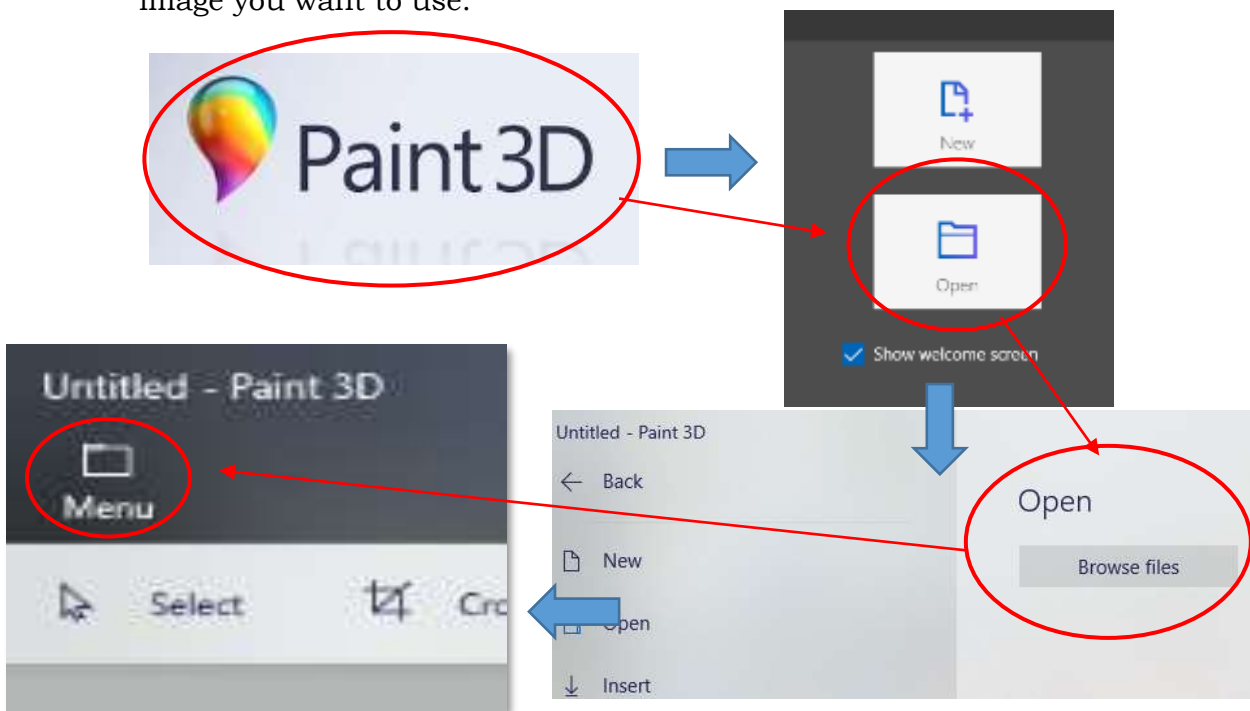 image you want to use.
Paint 3D
New
Open
Show welcome screen
Untitled - Paint 3D
Menu
Select
Crc
Untitled - Paint 3D
Back
New
Open
Insert
Open
Browse files